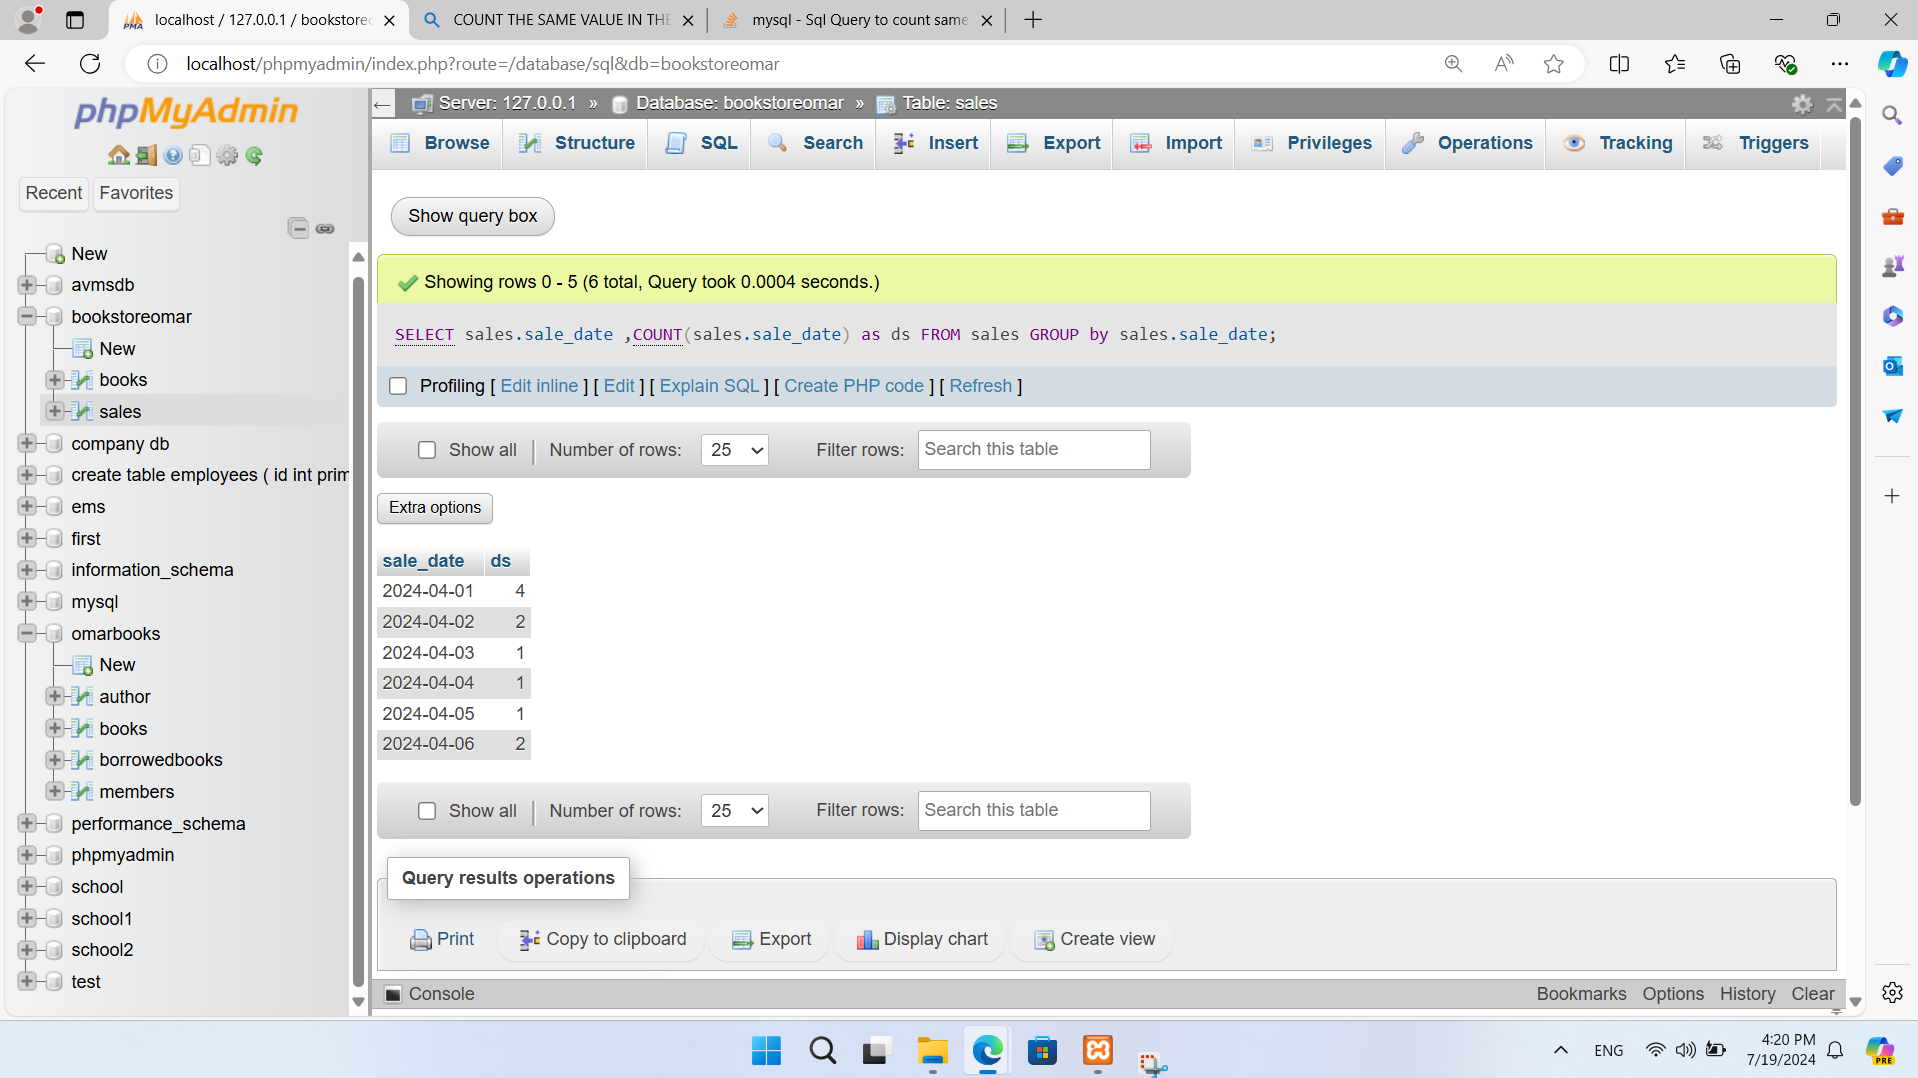 localhost / 127.0.0.1 / bookstoreo
COUNT THE SAME VALUE IN THE
mysql - Sql Query to count same
localhost/phpmyadmin/index.php?route=/database/sql&db=bookstoreomar
phpMyAdmin
Recent
Favorites
New
avmsdb
bookstoreomar
New
books
sales
company db
create table employees ( id int prim
ems
first
information_schema
mysql
omarbooks
New
author
books
borrowedbooks
members
performance_schema
phpmyadmin
school
school1
school2
test
Server: 127.0.0.1 » Database: bookstoreomar » Table: sales
Browse Structure SQL Search Insert Export Import Privileges Operations Tracking Triggers
Show query box
Showing rows 0 - 5 (6 total, Query took 0.0004 seconds.)
SELECT sales.sale_date ,COUNT(sales.sale_date) as ds FROM sales GROUP by sales.sale_date;
Profiling [ Edit inline ] [ Edit ] [ Explain SQL ] [ Create PHP code ] [ Refresh ]
Show all | Number of rows: 25 Filter rows: Search this table
Extra options
sale_date ds
2024-04-01 4
2024-04-02 2
2024-04-03 1
2024-04-04 1
2024-04-05 1
2024-04-06 2
Show all | Number of rows: 25 Filter rows: Search this table
Query results operations
Print Copy to clipboard Export Display chart Create view
Console Bookmarks Options History Clear
ENG
4:20 PM
7/19/2024
PRE